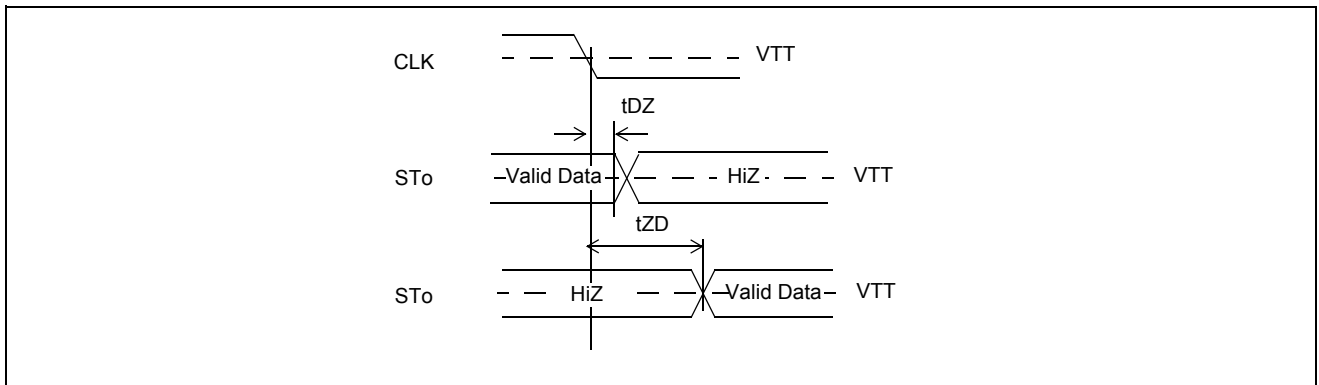 CLK
VTT
tDZ
STo
Valid Data
HiZ
VTT
tZD
STo
HiZ
Valid Data
VTT